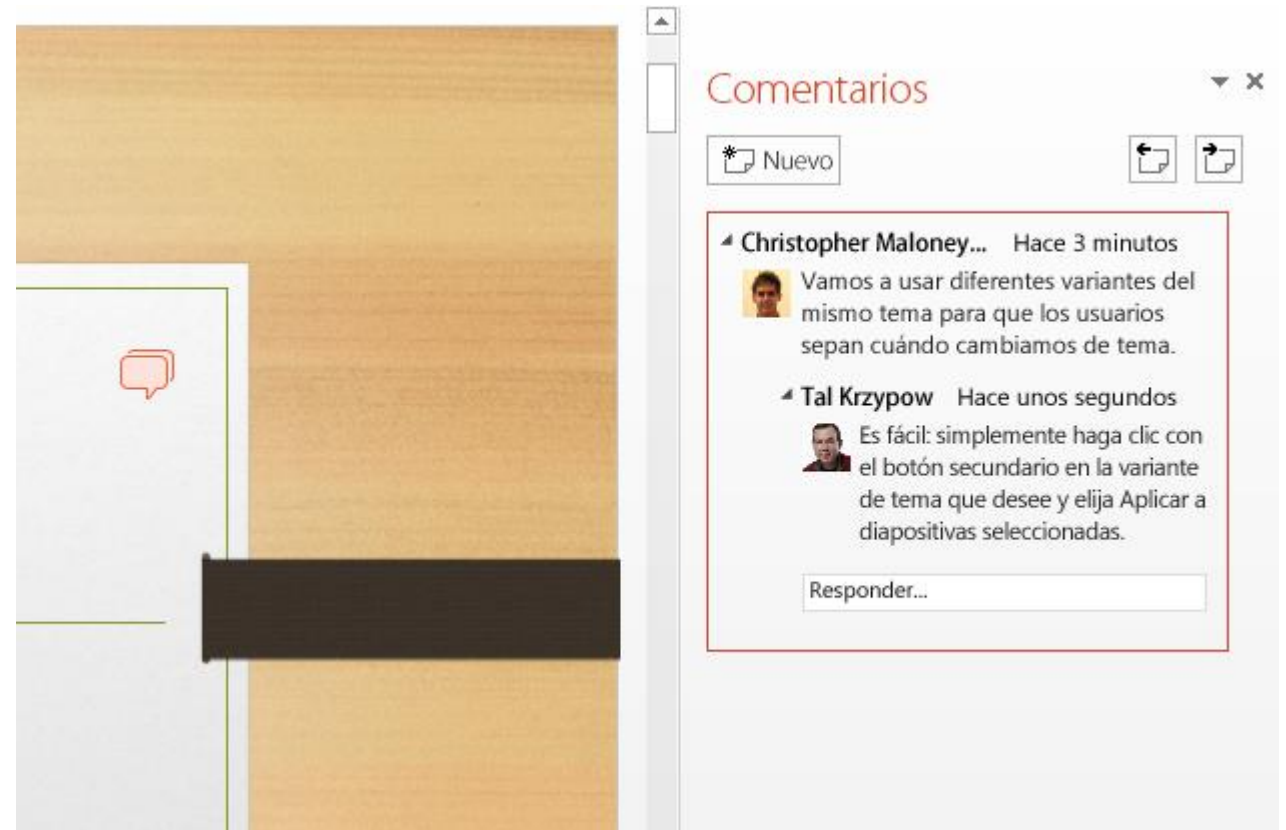 Comentarios
Nuevo
Christopher Maloney... Hace 3 minutos
Vamos a usar diferentes variantes del
mismo tema para que los usuarios
sepan cuándo cambiamos de tema.
Tal Krzypow Hace unos segundos
Es fácil: simplemente haga clic con
el botón secundario en la variante
de tema que desee y elija Aplicar a
diapositivas seleccionadas.
Responder...